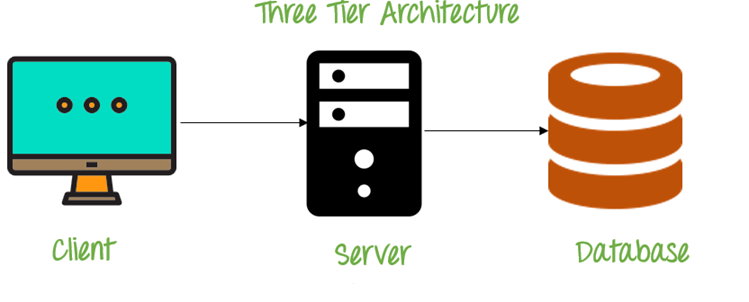 Three Tier Architecture
Client
Server
Database